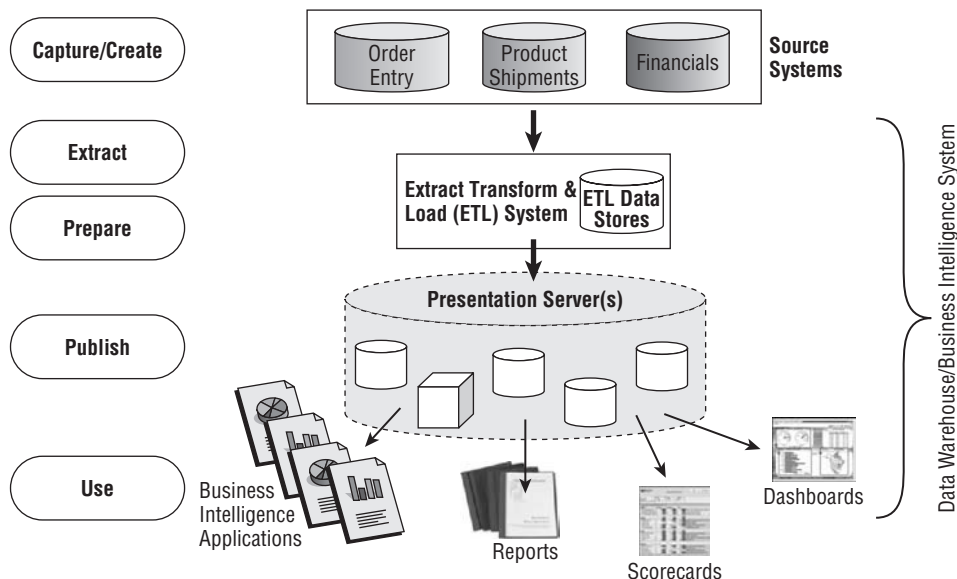 Capture/Create
Order
Entry
Product
Shipments
Financials
Source
Systems
Extract
Prepare
Extract Transform &
Load (ETL) System
ETL Data
Stores
Presentation Server(s)
Publish
Use
Business
Intelligence
Applications
Reports
Scorecards
Dashboards
Data Warehouse/Business Intelligence System